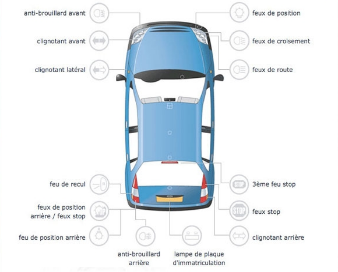 anti-brouillard avant
feux de position
clignotant avant
feux de croisement
clignotant latéral
feux de route
feu de recul
3ème feu stop
feux de position
arrière / feux stop
feux stop
feu de position arrière
clignotant arrière
anti-brouillard
arrière
lampe de plaque
d'immatriculation